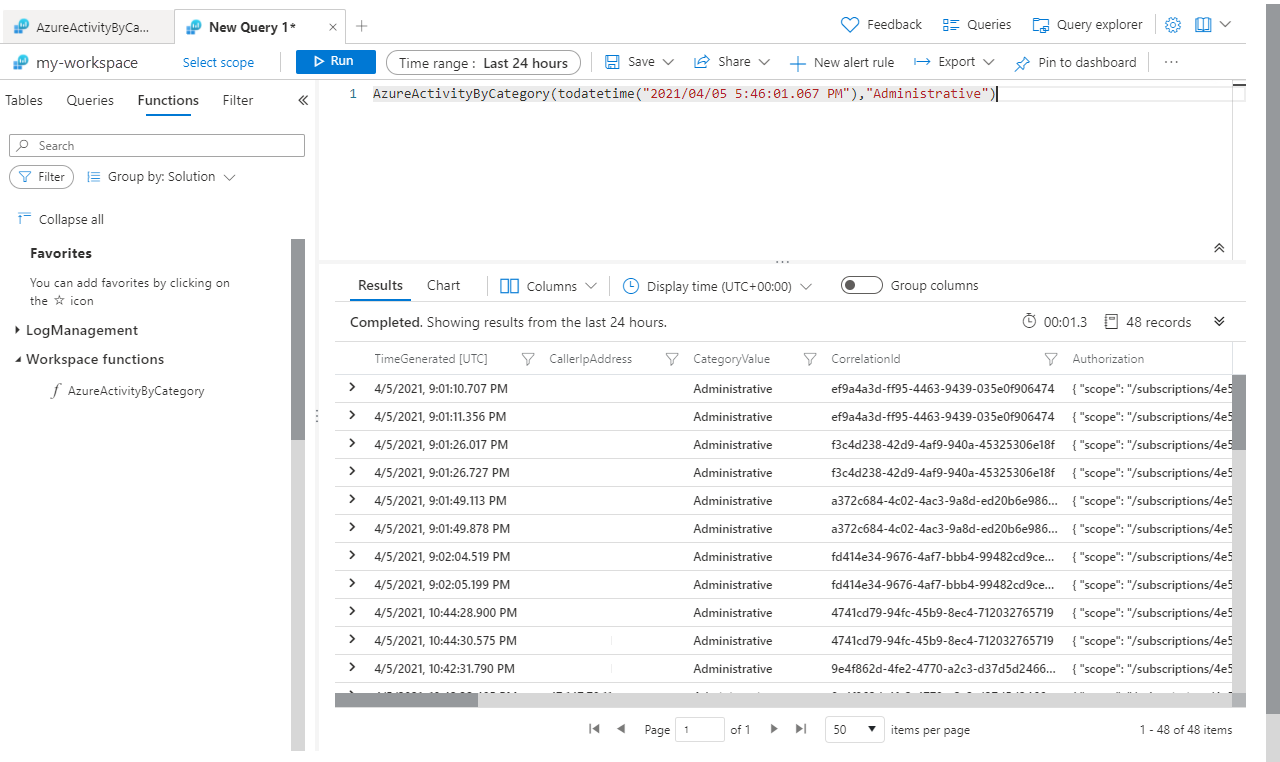 AzureActivityByCa...
New Query 1*
Feedback
Queries
Query explorer
my-workspace
Select scope
Run
Time range : Last 24 hours
Save
Share
New alert rule
Export
Pin to dashboard
Tables
Queries
Functions
Filter
1 AzureActivityByCategory(todatetime("2021/04/05 5:46:01.067 PM"),"Administrative")
Search
Filter
Group by: Solution
Collapse all
Favorites
You can add favorites by clicking on
the ☆ icon
LogManagement
Workspace functions
f AzureActivityByCategory
Results
Chart
Columns
Display time (UTC+00:00)
Group columns
Completed. Showing results from the last 24 hours.
00:01.3
48 records
TimeGenerated [UTC] CallerIpAddress CategoryValue CorrelationId Authorization
4/5/2021, 9:01:10.707 PM Administrative ef9a4a3d-ff95-4463-9439-035e0f906474 { "scope": "/subscriptions/4e5
4/5/2021, 9:01:11.356 PM Administrative ef9a4a3d-ff95-4463-9439-035e0f906474 { "scope": "/subscriptions/4e5
4/5/2021, 9:01:26.017 PM Administrative f3c4d238-42d9-4af9-940a-45325306e18f { "scope": "/subscriptions/4e5
4/5/2021, 9:01:26.727 PM Administrative f3c4d238-42d9-4af9-940a-45325306e18f { "scope": "/subscriptions/4e5
4/5/2021, 9:01:49.113 PM Administrative a372c684-4c02-4ac3-9a8d-ed20b6e986... { "scope": "/subscriptions/4e5
4/5/2021, 9:01:49.878 PM Administrative a372c684-4c02-4ac3-9a8d-ed20b6e986... { "scope": "/subscriptions/4e5
4/5/2021, 9:02:04.519 PM Administrative fd414e34-9676-4af7-bbb4-99482cd9ce... { "scope": "/subscriptions/4e5
4/5/2021, 9:02:05.199 PM Administrative fd414e34-9676-4af7-bbb4-99482cd9ce... { "scope": "/subscriptions/4e5
4/5/2021, 10:44:28.900 PM Administrative 4741cd79-94fc-45b9-8ec4-712032765719 { "scope": "/subscriptions/4e5
4/5/2021, 10:44:30.575 PM Administrative 4741cd79-94fc-45b9-8ec4-712032765719 { "scope": "/subscriptions/4e5
4/5/2021, 10:42:31.790 PM Administrative 9e4f862d-4fe2-4770-a2c3-d37d5d2466... { "scope": "/subscriptions/4e5
Page 1 of 1
50 items per page
1 - 48 of 48 items